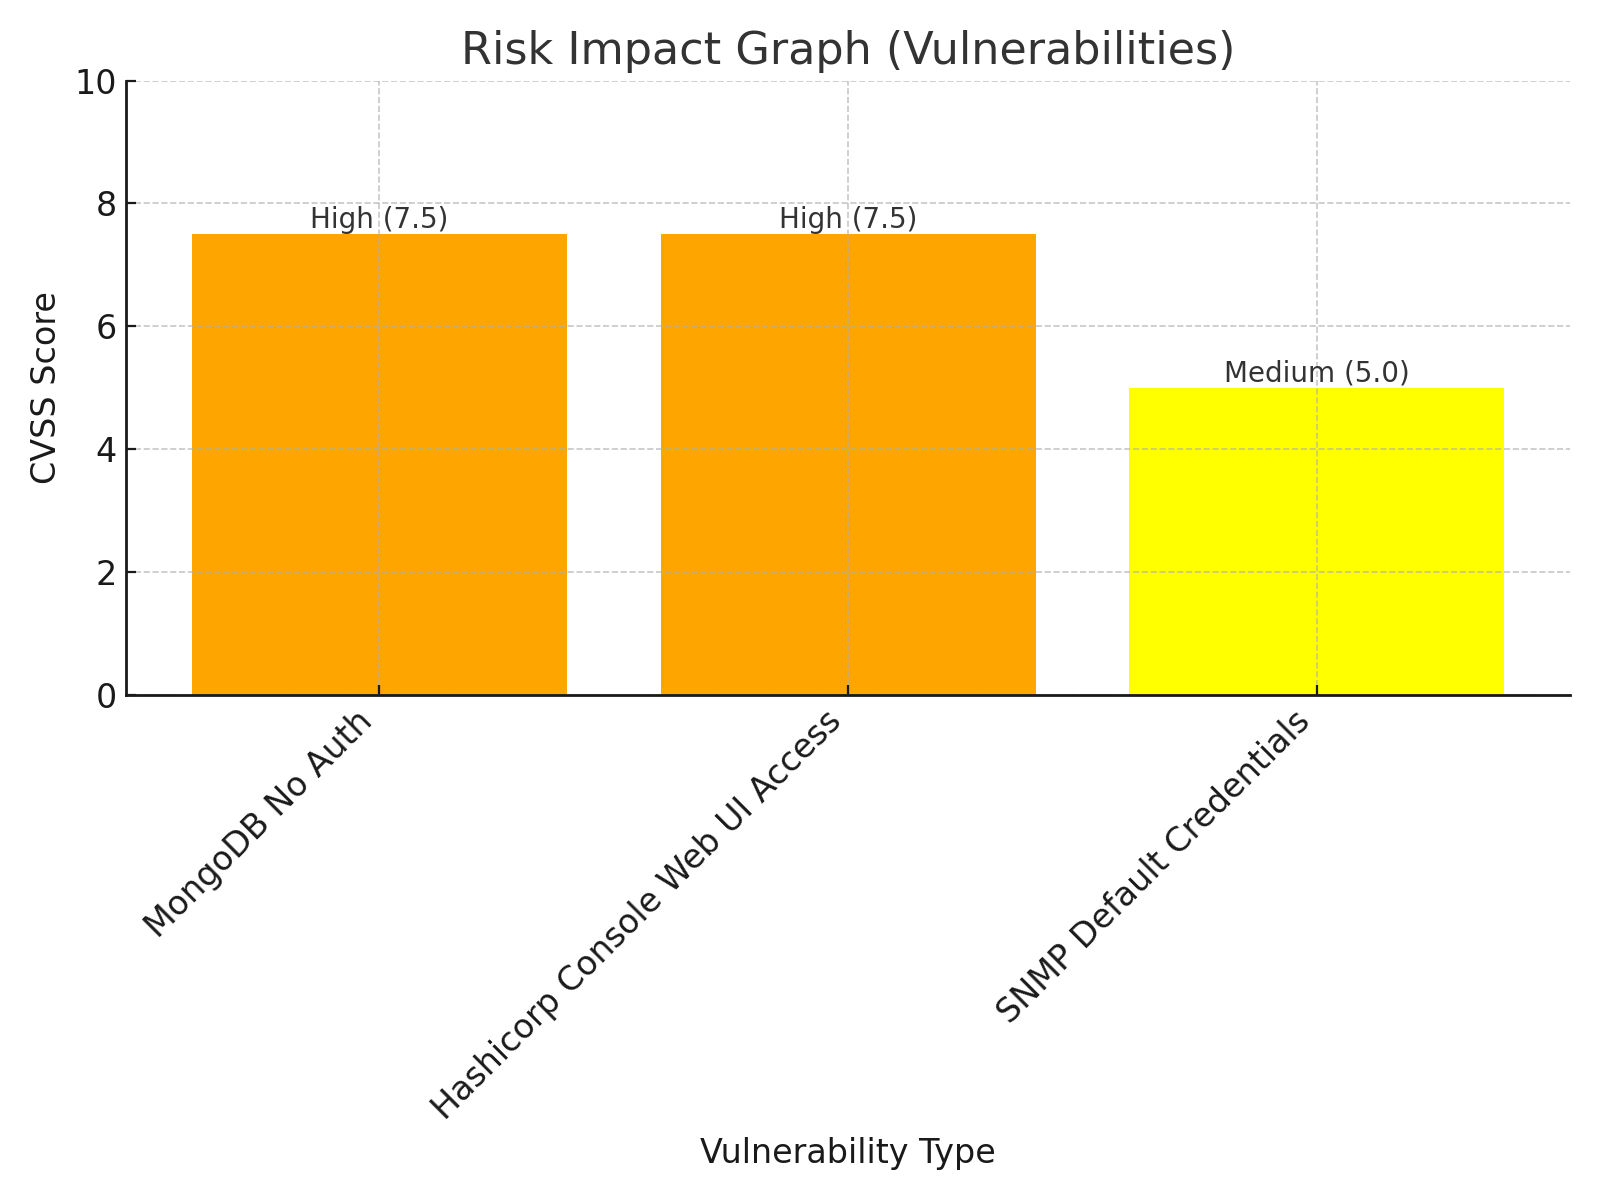 Risk Impact Graph (Vulnerabilities)
10
8
6
4
2
0
CVSS Score
High (7.5)
High (7.5)
Medium (5.0)
MongoDB No Auth
Hashicorp Console Web UI Access
SNMP Default Credentials
Vulnerability Type